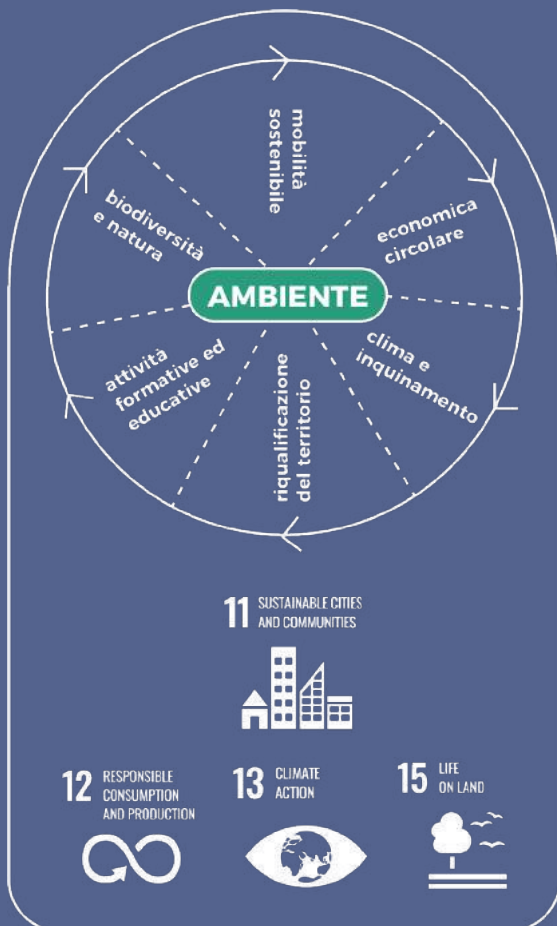 mobilità
sostenibile
economica
circolare
clima e
inquinamento
riqualificazione
del territorio
attività
formative ed
educative
biodiversità
e natura
AMBIENTE
11 SUSTAINABLE CITIES
AND COMMUNITIES
12 RESPONSIBLE
CONSUMPTION
AND PRODUCTION
13 CLIMATE
ACTION
15 LIFE
ON LAND